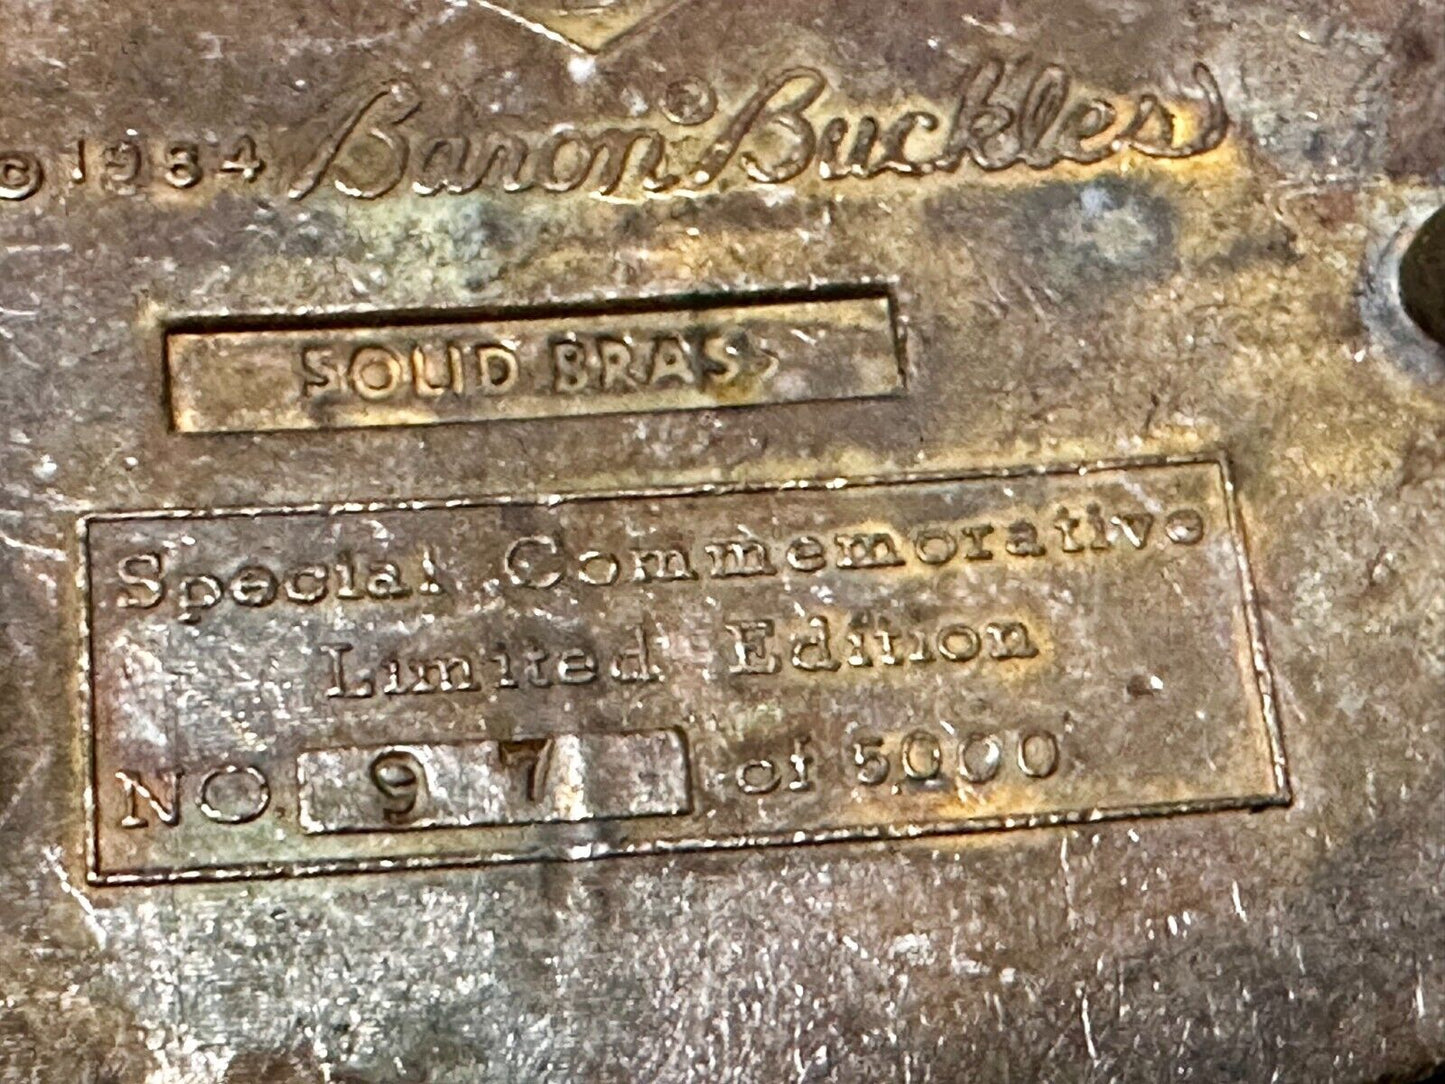 © 1984 Baron® Buckles
SOLID BRASS
Special Commemorative
Limited Edition
NO. 97 of 5000